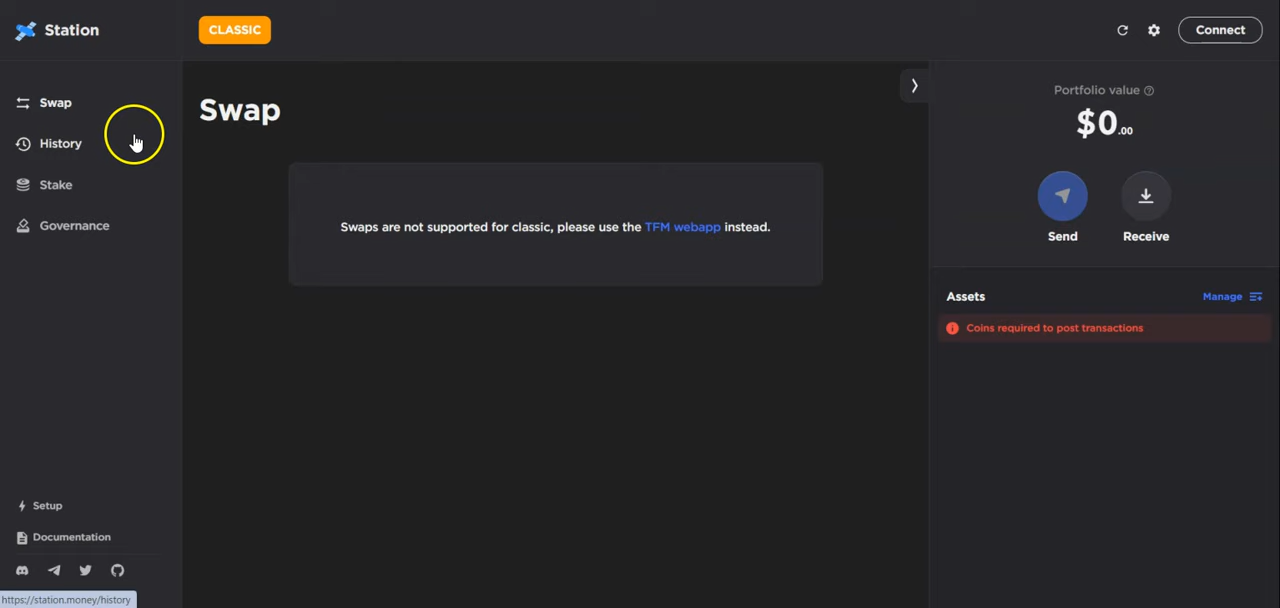 Station
CLASSIC
Connect
Swap
History
Stake
Governance
Swap
Swaps are not supported for classic, please use the TFM webapp instead.
Portfolio value
$0.00
Send
Receive
Assets
Manage
Coins required to post transactions
Setup
Documentation
https://station.money/history